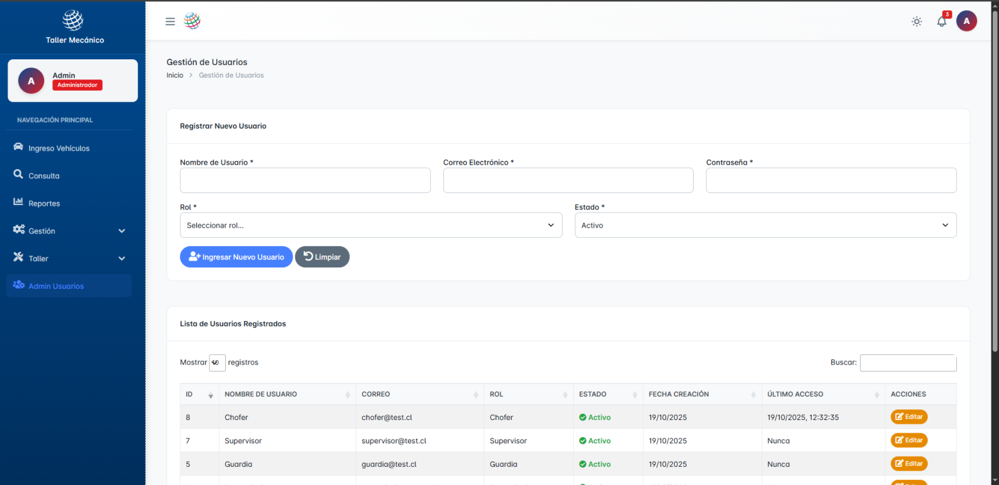 Taller Mecánico
A
Admin
Administrador
NAVEGACIÓN PRINCIPAL
Ingreso Vehículos
Consulta
Reportes
Gestión
Taller
Admin Usuarios
3
A
Gestión de Usuarios
Inicio > Gestión de Usuarios
Registrar Nuevo Usuario
Nombre de Usuario * Correo Electrónico * Contraseña *
Rol * Estado *
Seleccionar rol... Activo
Ingresar Nuevo Usuario Limpiar
Lista de Usuarios Registrados
Mostrar 10 registros Buscar:
ID NOMBRE DE USUARIO CORREO ROL ESTADO FECHA CREACIÓN ÚLTIMO ACCESO ACCIONES
8 Chofer chofer@test.cl Chofer Activo 19/10/2025 19/10/2025, 12:32:35 Editar
7 Supervisor supervisor@test.cl Supervisor Activo 19/10/2025 Nunca Editar
5 Guardia guardia@test.cl Guardia Activo 19/10/2025 Nunca Editar